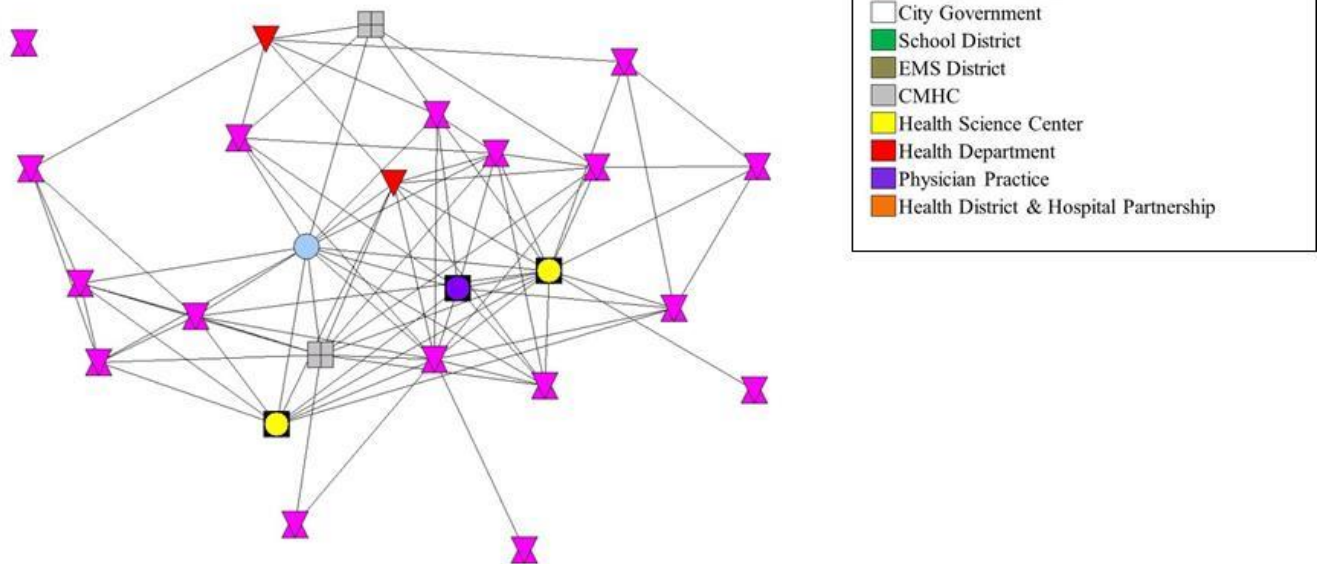 City Government
School District
EMS District
CMHC
Health Science Center
Health Department
Physician Practice
Health District & Hospital Partnership